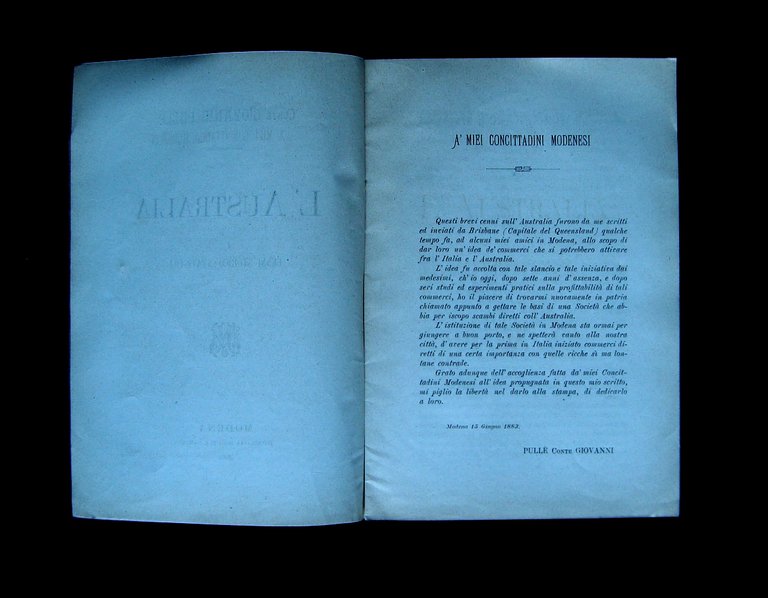 L'AUSTRALIA
MODENA
A' MIEI CONCITTADINI MODENESI
Questi brevi cenni sull' Australia furono da me scritti
ed inviati da Brisbane (Capitale del Queensland) qualche
tempo fa, ad alcuni miei amici in Modena, allo scopo di
dar loro un' idea de' commerci che si potrebbero attivare
fra l' Italia e l' Australia.
L' idea fu accolta con tale slancio e tale iniziativa dai
medesimi, ch' io oggi, dopo sette anni d' assenza, e dopo
seri studi ed esperimenti pratici sulla profittabilità di tali
commerci, ho il piacere di trovarmi nuovamente in patria
chiamato appunto a gettare le basi di una Società che ab-
bia per iscopo scambi diretti coll' Australia.
L' istituzione di tale Società in Modena sta ormai per
giungere a buon porto, e ne spetterà vanto alla nostra
città, d' avere per la prima in Italia iniziato commerci di-
retti di una certa importanza con quelle ricche sì ma lon-
tane contrade.
Grato adunque dell' accoglienza fatta da' miei Concit-
tadini Modenesi all' idea propugnata in questo mio scritto,
mi piglio la libertà nel darlo alla stampa, di dedicarlo
a loro.
Modena 15 Giugno 1883.
PULLÈ CONTE GIOVANNI